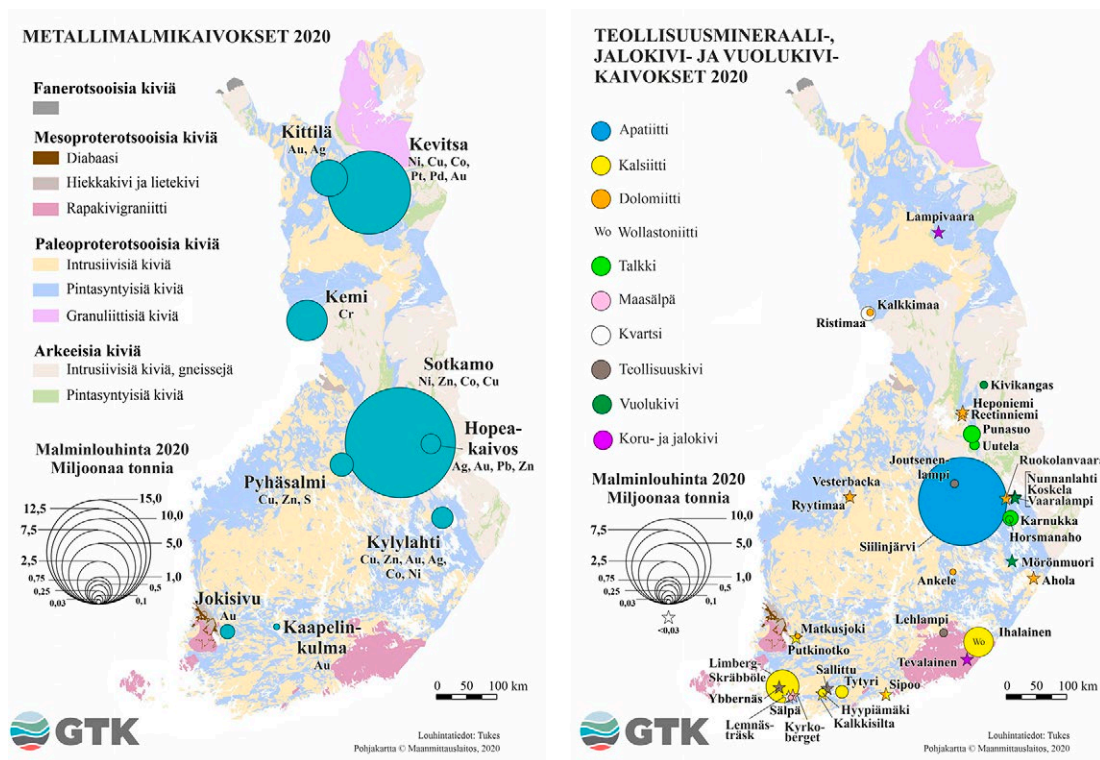 METALLIMALMIKAIVOKSET 2020
Fanerotsooisia kiviä
Mesoproterotsooisia kiviä
Diabaasi
Hiekkakivi ja lietekivi
Rapakivigraniitti
Paleoproterotsooisia kiviä
Intrusiivisiä kiviä
Pintasyntyisiä kiviä
Granuliittisia kiviä
Arkeeisia kiviä
Intrusiivisiä kiviä, gneissejä
Pintasyntyisiä kiviä
Malminlouhinta 2020
Miljoonaa tonnia
15,0
12,5
10,0
7,5
5,0
2,5
1,0
0,75
0,5
0,25
0,1
0,03
Kittilä
Au, Ag
Kevitsa
Ni, Cu, Co,
Pt, Pd, Au
Kemi
Cr
Sotkamo
Ni, Zn, Co, Cu
Hopea-
kaivos
Ag, Au, Pb, Zn
Pyhäsalmi
Cu, Zn, S
Kylylahti
Cu, Zn, Au, Ag,
Co, Ni
Jokisivu
Au
Kaapelin-
kulma
Au
0 50 100 km
GTK
Louhintatiedot: Tukes
Pohjakartta © Maanmittauslaitos, 2020
TEOLLISUUSMINERAALI-,
JALOKIVI- JA VUOLUKIVI-
KAIVOKSET 2020
Apatiitti
Kalsiitti
Dolomiitti
Wo Wollastoniitti
Talkki
Maasälpä
Kvartsi
Teollisuuskivi
Vuolukivi
Koru- ja jalokivi
Malminlouhinta 2020
Miljoonaa tonnia
15,0
12,5
10,0
7,5
5,0
2,5
1,0
0,75
0,5
0,25
0,1
0,03
<0,03
Lampivaara
Kalkkimaa
Ristimaa
Kivikangas
Heponiemi
Reetinniemi
Punasuo
Uutela
Joutsenen-
lampi
Ruokolanvaara
Nunnanlahti
Koskela
Vaaralampi
Vesterbacka
Ryytimaa
Karnukka
Horsmanaho
Siilinjärvi
Mörönmuori
Ankele
Ahola
Lehlampi
Matkusjoki
Putkinotko
Ihalainen
Wo
Tevalainen
Limberg-
Skräbböle
Sallittu
Tytyri
Sipoo
Ybbernäs
Sälpä
Hyypiämäki
Lemnäs-
träsk
Kyrko-
berget
Kalkkisilta
0 50 100 km
GTK
Louhintatiedot: Tukes
Pohjakartta © Maanmittauslaitos, 2020